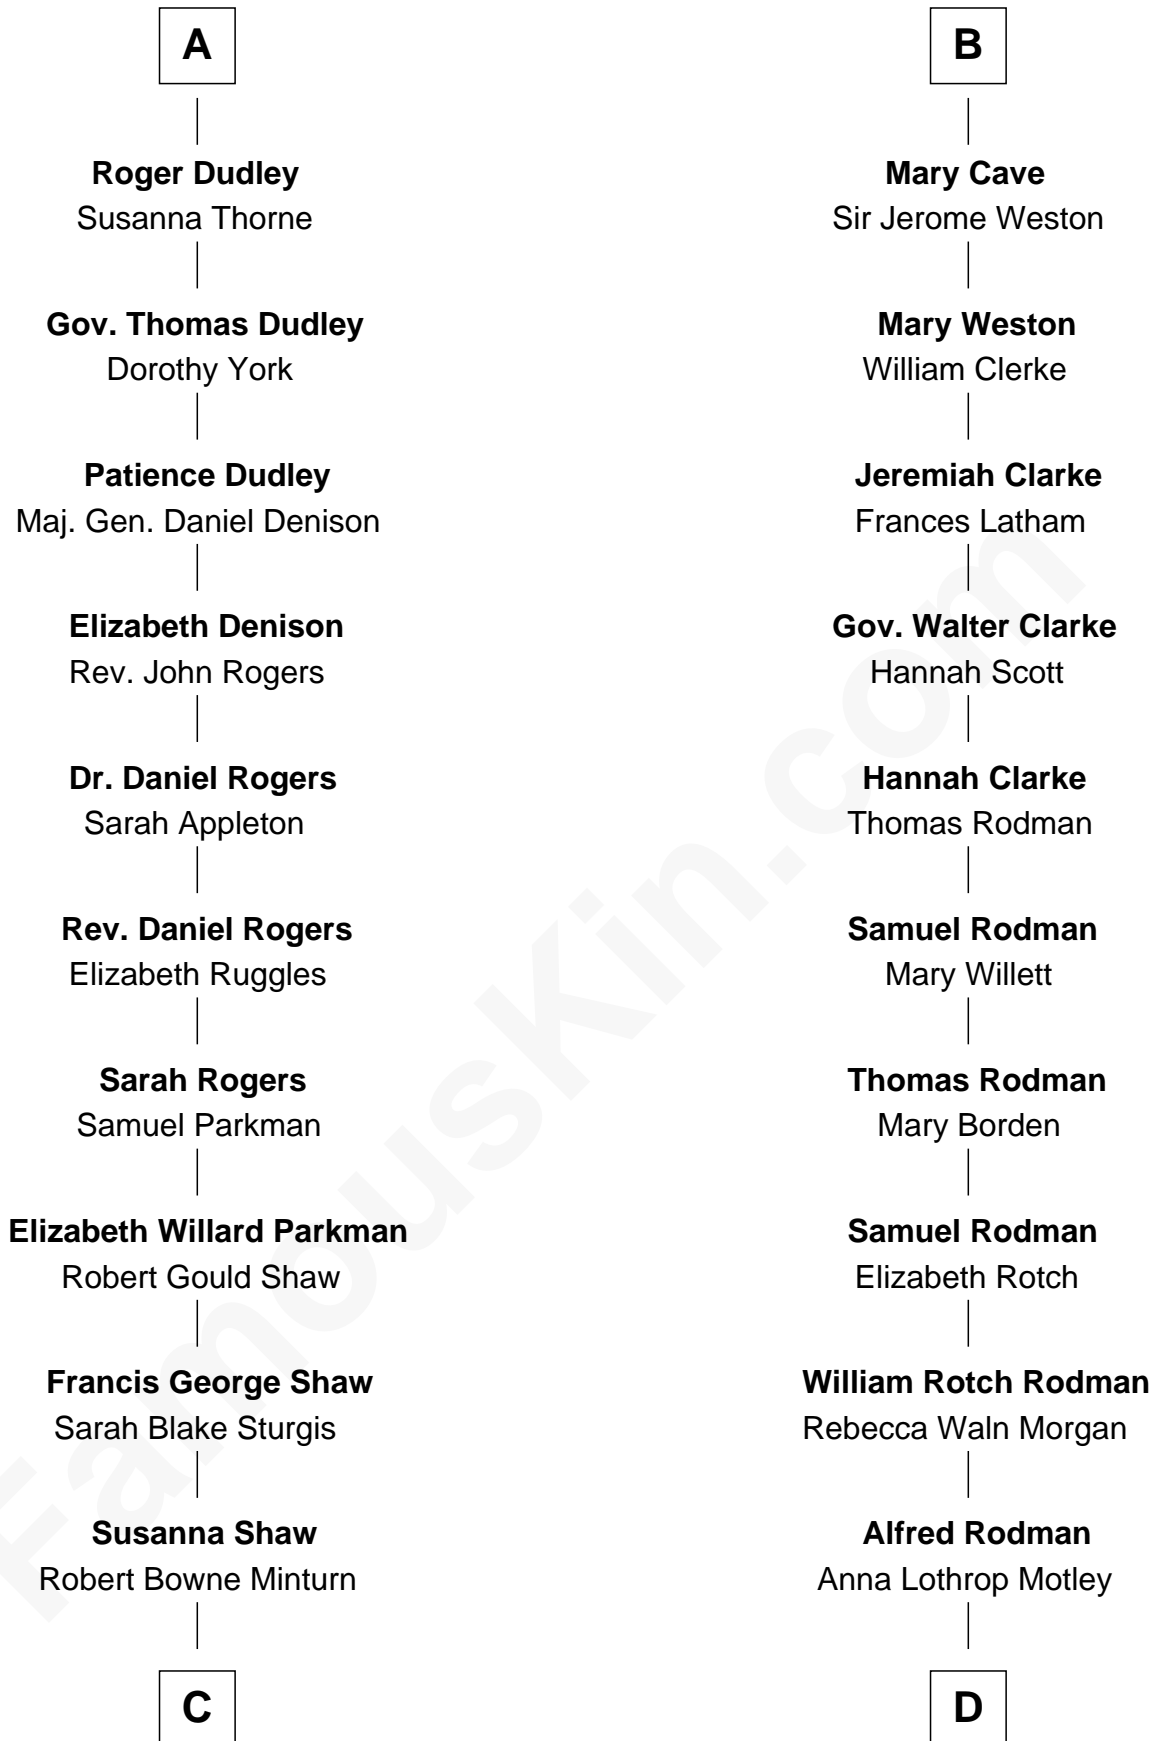 A
Roger Dudley
Susanna Thorne
Gov. Thomas Dudley
Dorothy York
Patience Dudley
Maj. Gen. Daniel Denison
Elizabeth Denison
Rev. John Rogers
Dr. Daniel Rogers
Sarah Appleton
Rev. Daniel Rogers
Elizabeth Ruggles
Sarah Rogers
Samuel Parkman
Elizabeth Willard Parkman
Robert Gould Shaw
Francis George Shaw
Sarah Blake Sturgis
Susanna Shaw
Robert Bowne Minturn
C
B
Mary Cave
Sir Jerome Weston
Mary Weston
William Clerke
Jeremiah Clarke
Frances Latham
Gov. Walter Clarke
Hannah Scott
Hannah Clarke
Thomas Rodman
Samuel Rodman
Mary Willett
Thomas Rodman
Mary Borden
Samuel Rodman
Elizabeth Rotch
William Rotch Rodman
Rebecca Waln Morgan
Alfred Rodman
Anna Lothrop Motley
D
FamousKin.com